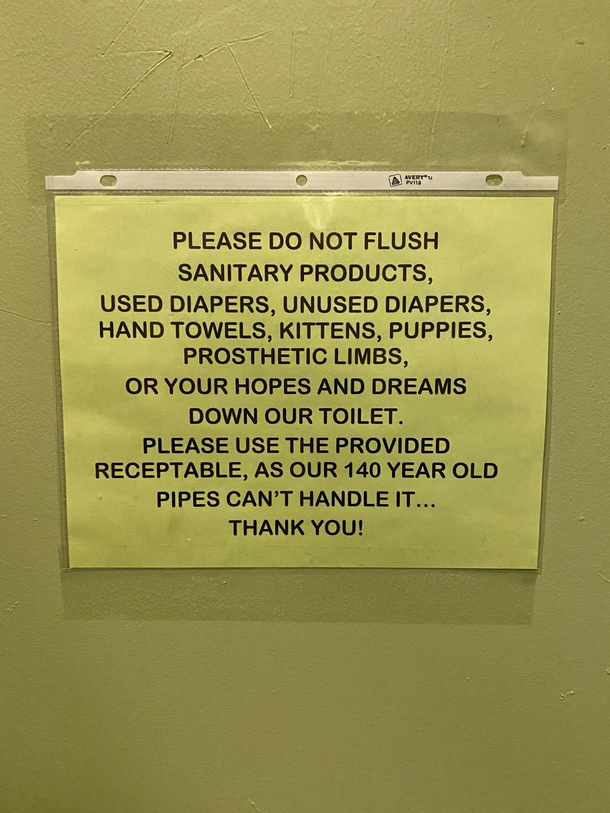 AVERY
PV119
PLEASE DO NOT FLUSH
SANITARY PRODUCTS,
USED DIAPERS, UNUSED DIAPERS,
HAND TOWELS, KITTENS, PUPPIES,
PROSTHETIC LIMBS,
OR YOUR HOPES AND DREAMS
DOWN OUR TOILET.
PLEASE USE THE PROVIDED
RECEPTABLE, AS OUR 140 YEAR OLD
PIPES CAN'T HANDLE IT...
THANK YOU!